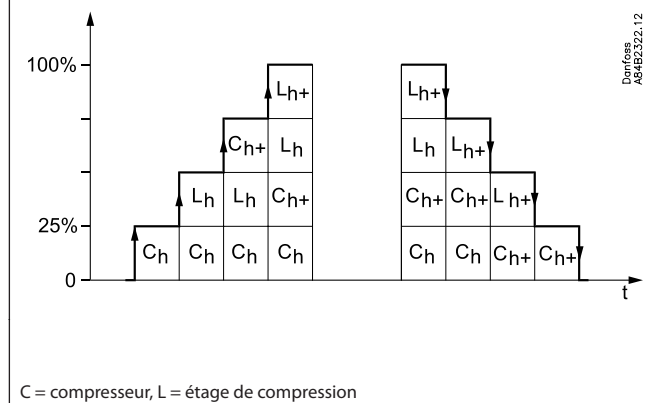 Danfoss
A84B2322.12
100%
L h+ L h+
C h+ L h L h L h+
L h L h C h+ C h+ C h+ L h+
25%
C h C h C h C h C h C h C h+ C h+
0
t
C = compresseur, L = étage de compression